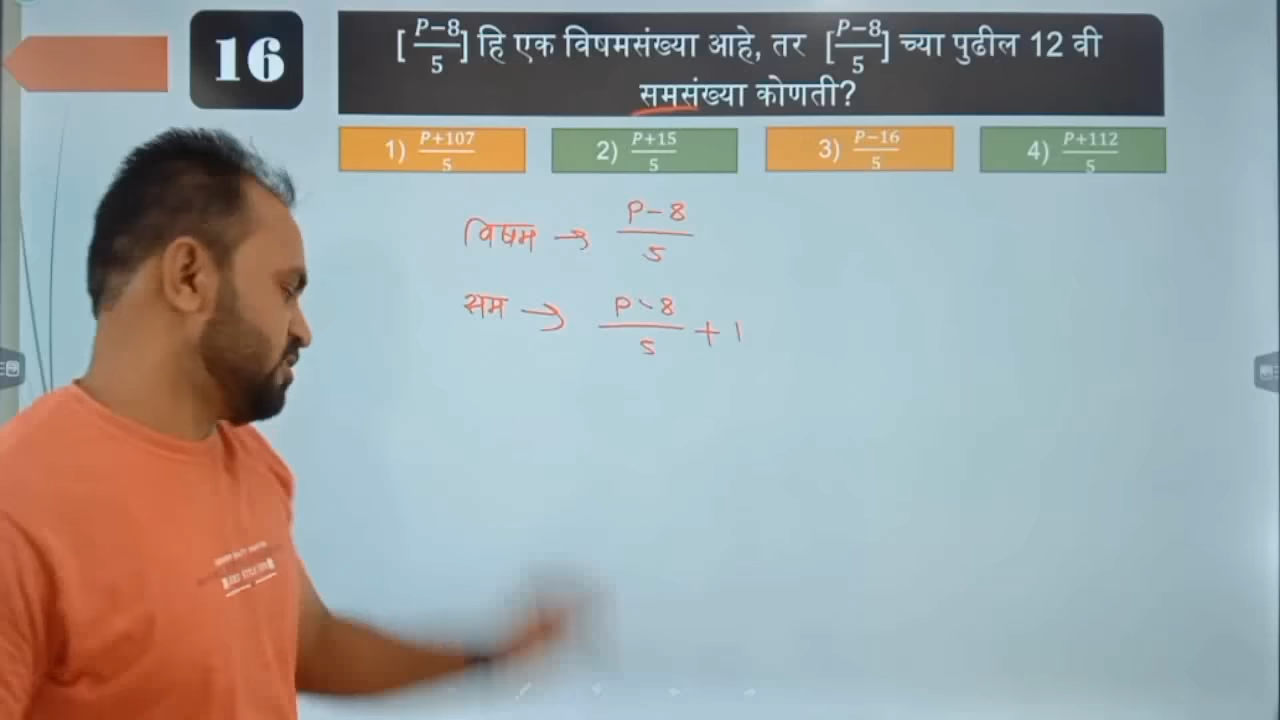 16
[P-8/5] हि एक विषमसंख्या आहे, तर [P-8/5] च्या पुढील 12 वी
समसंख्या कोणती?
1) P+107/5
2) P+15/5
3) P-16/5
4) P+112/5
विषम → P-8/5
सम → P-8/5 + 1